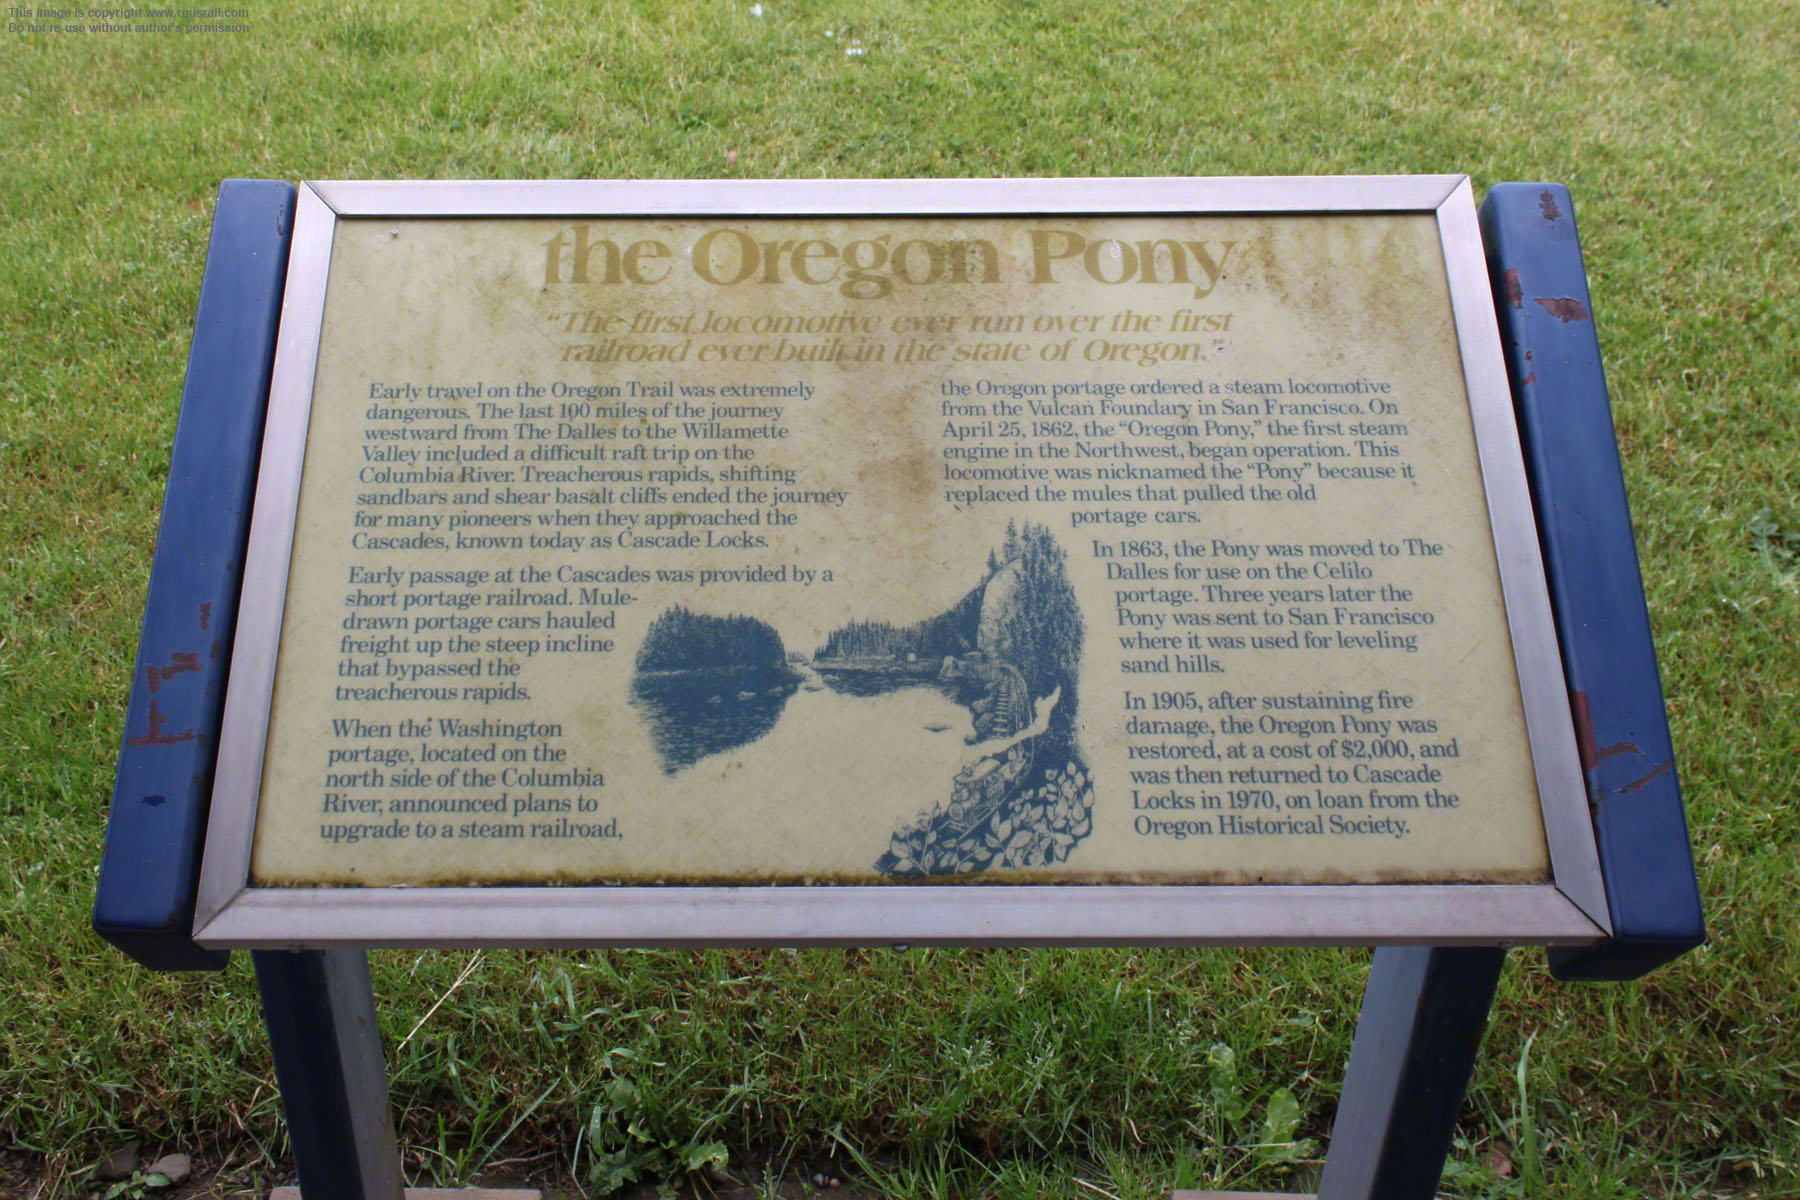 This image is copyright www.rgusrail.com
Do not re-use without author's permission
the Oregon Pony
"The first locomotive ever run over the first
railroad ever built in the state of Oregon."
Early travel on the Oregon Trail was extremely
dangerous. The last 100 miles of the journey
westward from The Dalles to the Willamette
Valley included a difficult raft trip on the
Columbia River. Treacherous rapids, shifting
sandbars and shear basalt cliffs ended the journey
for many pioneers when they approached the
Cascades, known today as Cascade Locks.
Early passage at the Cascades was provided by a
short portage railroad. Mule-
drawn portage cars hauled
freight up the steep incline
that bypassed the
treacherous rapids.
When the Washington
portage, located on the
north side of the Columbia
River, announced plans to
upgrade to a steam railroad,
the Oregon portage ordered a steam locomotive
from the Vulcan Foundary in San Francisco. On
April 25, 1862, the "Oregon Pony," the first steam
engine in the Northwest, began operation. This
locomotive was nicknamed the "Pony" because it
replaced the mules that pulled the old
portage cars.
In 1863, the Pony was moved to The
Dalles for use on the Celilo
portage. Three years later the
Pony was sent to San Francisco
where it was used for leveling
sand hills.
In 1905, after sustaining fire
damage, the Oregon Pony was
restored, at a cost of $2,000, and
was then returned to Cascade
Locks in 1970, on loan from the
Oregon Historical Society.